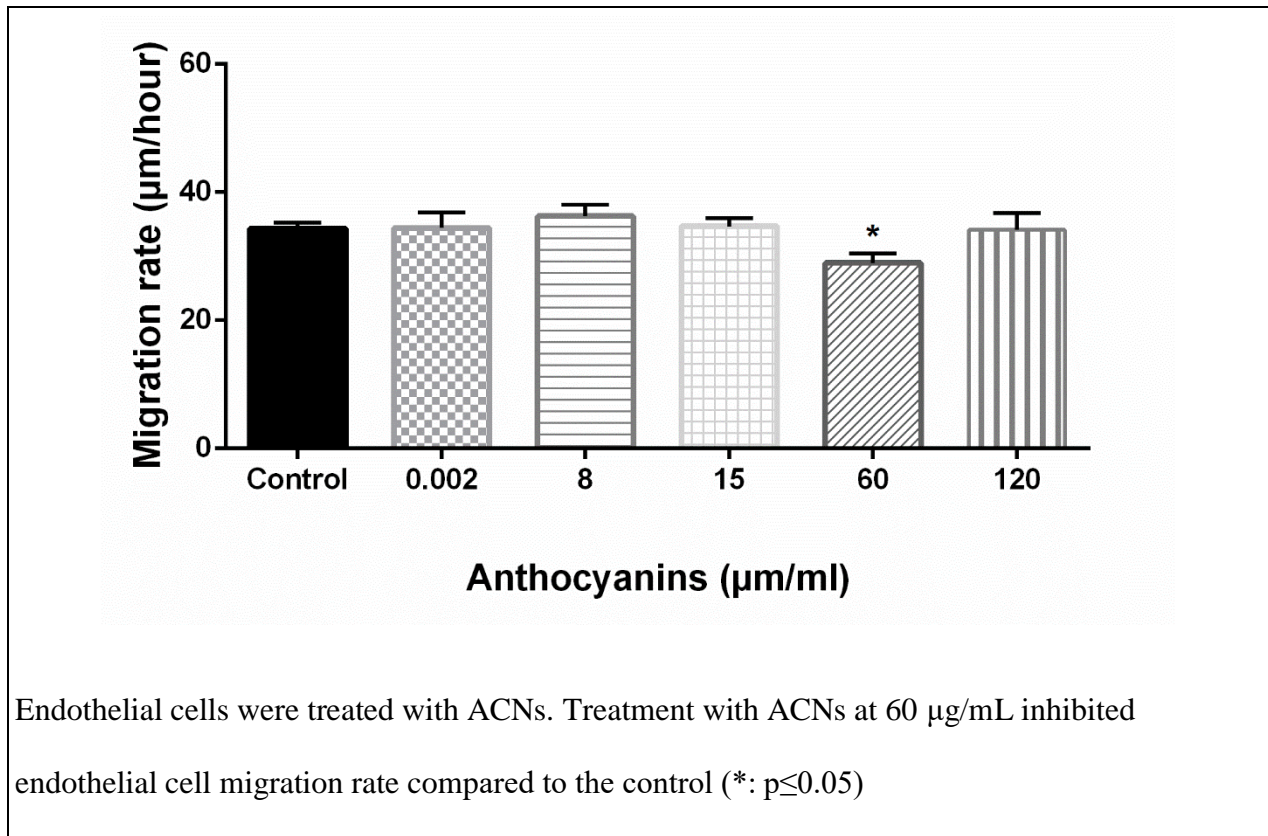 60
40
20
0
Migration rate (µm/hour)
*
Control 0.002 8 15 60 120
Anthocyanins (µm/ml)
Endothelial cells were treated with ACNs. Treatment with ACNs at 60 µg/mL inhibited
endothelial cell migration rate compared to the control (*: p≤0.05)